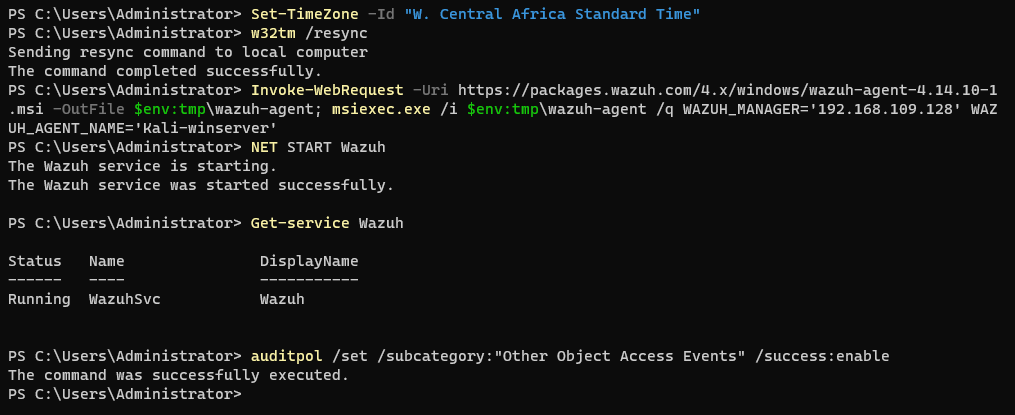 PS C:\Users\Administrator> Set-TimeZone -Id "W. Central Africa Standard Time"
PS C:\Users\Administrator> w32tm /resync
Sending resync command to local computer
The command completed successfully.
PS C:\Users\Administrator> Invoke-WebRequest -Uri https://packages.wazuh.com/4.x/windows/wazuh-agent-4.14.10-1
.msi -OutFile $env:tmp\wazuh-agent; msiexec.exe /i $env:tmp\wazuh-agent /q WAZUH_MANAGER='192.168.109.128' WAZ
UH_AGENT_NAME='Kali-winserver'
PS C:\Users\Administrator> NET START Wazuh
The Wazuh service is starting.
The Wazuh service was started successfully.
PS C:\Users\Administrator> Get-service Wazuh
Status   Name               DisplayName
------   ----               -----------
Running  WazuhSvc           Wazuh
PS C:\Users\Administrator> auditpol /set /subcategory:"Other Object Access Events" /success:enable
The command was successfully executed.
PS C:\Users\Administrator>